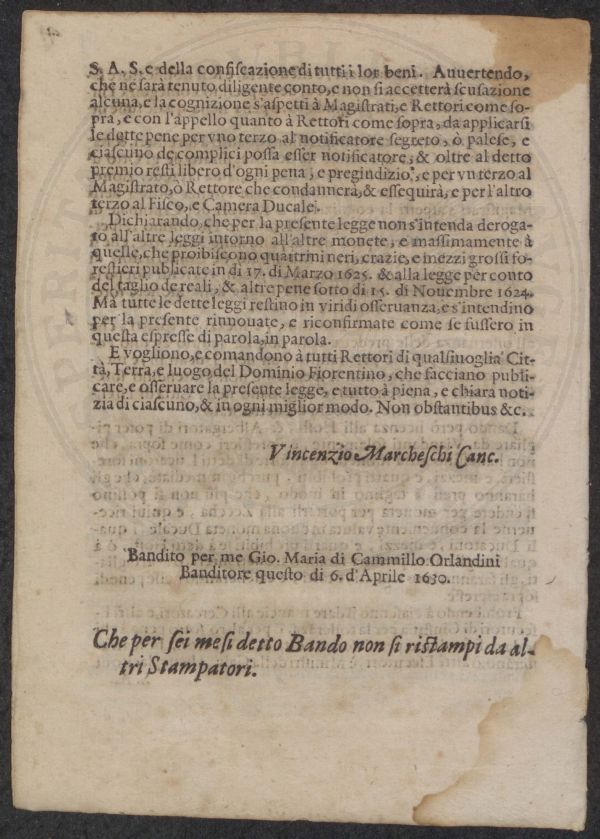 S. A. S. e della confiscazione di tutti i lor beni. Auuertendo,
che ne sarà tenuto diligente conto, e non si accetterà scusazione
alcuna, e la cognizione s'aspetti à Magistrati, e Rettori come so-
pra, e con l'appello quanto à Rettori come sopra, da applicarsi
le dette pene per vno terzo al notificatore segreto, ò palese, e
ciascuno de complici possa esser notificatore, & oltre al detto
premio resti libero d'ogni pena, e pregiudizio, e per vn terzo al
Magistrato, ò Rettore che condannerà, & essequirà, e per l'altro
terzo al Fisco, e Camera Ducale.
Dichiarando, che per la presente legge non s'intenda deroga-
to all'altre leggi intorno all'altre monete, e massimamente à
quelle, che proibiscono quattrini neri, crazie, e mezzi grossi fo-
restieri publicate in dì 17. di Marzo 1625. & alla legge per conto
del taglio de reali, & altre pene sotto dì 15. di Nouembre 1624.
Mà tutte le dette leggi restino in viridi osseruanza, e s'intendino
per la presente rinnouate, e riconfirmate come se fussero in
questa espresse di parola, in parola.
E vogliono, e comandono à tutti Rettori di qualsiuoglia Cit-
tà, Terra, e luogo del Dominio Fiorentino, che facciano publi-
care, e osseruare la presente legge, e tutto à piena, e chiara noti-
zia di ciascuno, & in ogni miglior modo. Non obstantibus &c.
Vincenzio Marcheschi Canc.
Bandito per me Gio. Maria di Cammillo Orlandini
Banditore questo dì 6. d'Aprile 1630.
Che per sei mesi detto Bando non si ristampi da al-
tri Stampatori.